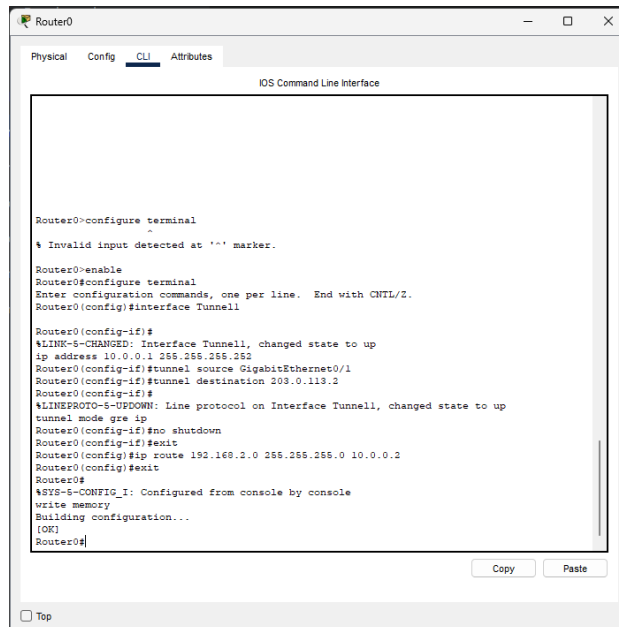 Router0
Physical Config CLI Attributes
IOS Command Line Interface
Router0>configure terminal
^
% Invalid input detected at '^' marker.
Router0>enable
Router0#configure terminal
Enter configuration commands, one per line. End with CNTL/Z.
Router0(config)#interface Tunnel1
Router0(config-if)#
%LINK-5-CHANGED: Interface Tunnel1, changed state to up
ip address 10.0.0.1 255.255.255.252
Router0(config-if)#tunnel source GigabitEthernet0/1
Router0(config-if)#tunnel destination 203.0.113.2
Router0(config-if)#
%LINEPROTO-5-UPDOWN: Line protocol on Interface Tunnel1, changed state to up
tunnel mode gre ip
Router0(config-if)#no shutdown
Router0(config-if)#exit
Router0(config)#ip route 192.168.2.0 255.255.255.0 10.0.0.2
Router0(config)#exit
Router0#
%SYS-5-CONFIG_I: Configured from console by console
write memory
Building configuration...
[OK]
Router0#
Copy Paste
Top